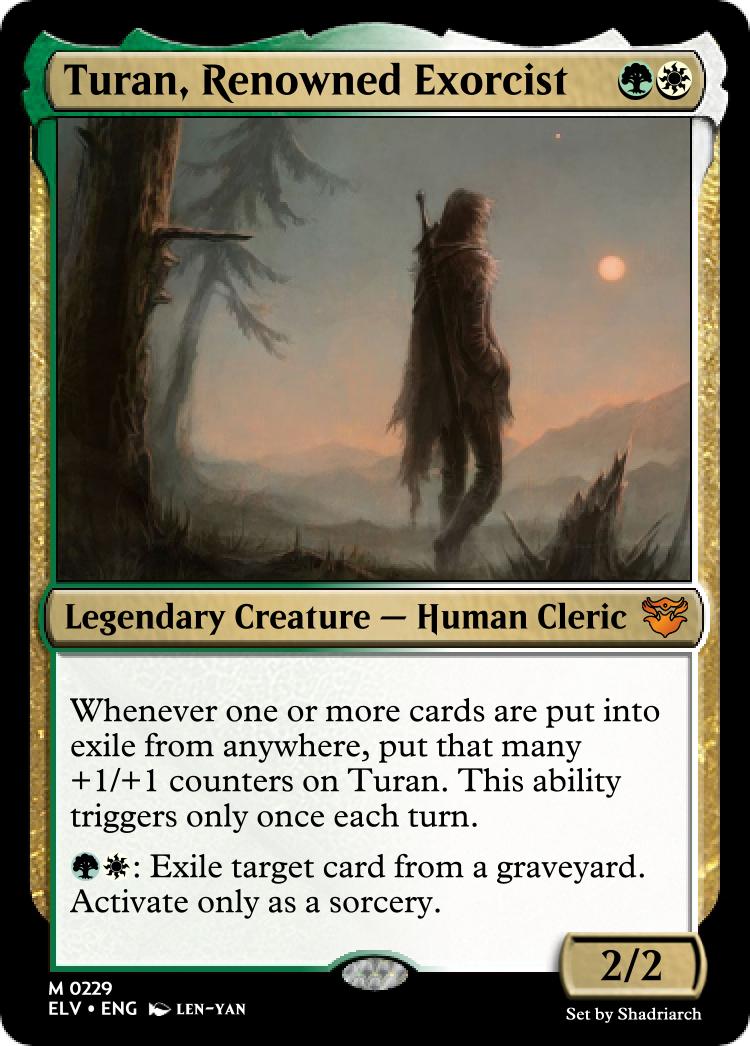 Turan, Renowned Exorcist
Legendary Creature — Human Cleric
Whenever one or more cards are put into
exile from anywhere, put that many
+1/+1 counters on Turan. This ability
triggers only once each turn.
: Exile target card from a graveyard.
Activate only as a sorcery.
2/2
M 0229
ELV • ENG LEN-YAN
Set by Shadriarch